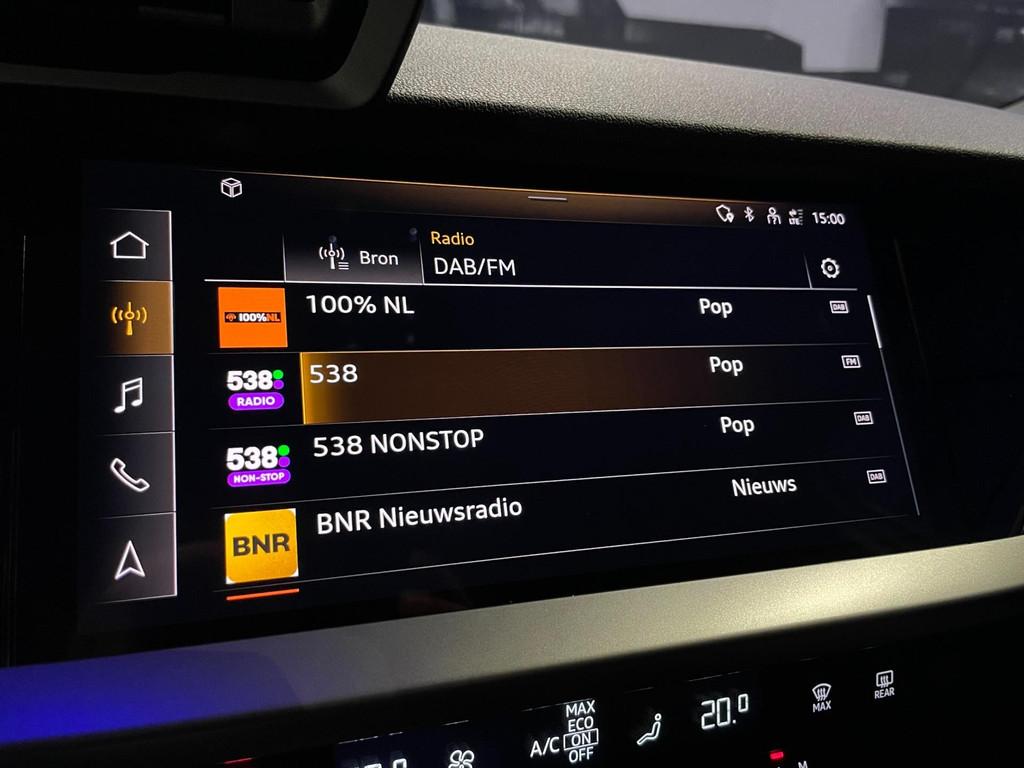 LTE 15:00
Bron
Radio
DAB/FM
100%NL 100% NL Pop DAB
538 RADIO 538 Pop FM
538 NON-STOP 538 NONSTOP Pop DAB
BNR BNR Nieuwsradio Nieuws DAB
MAX
ECO
A/C ON
OFF
20.0
MAX
REAR
M